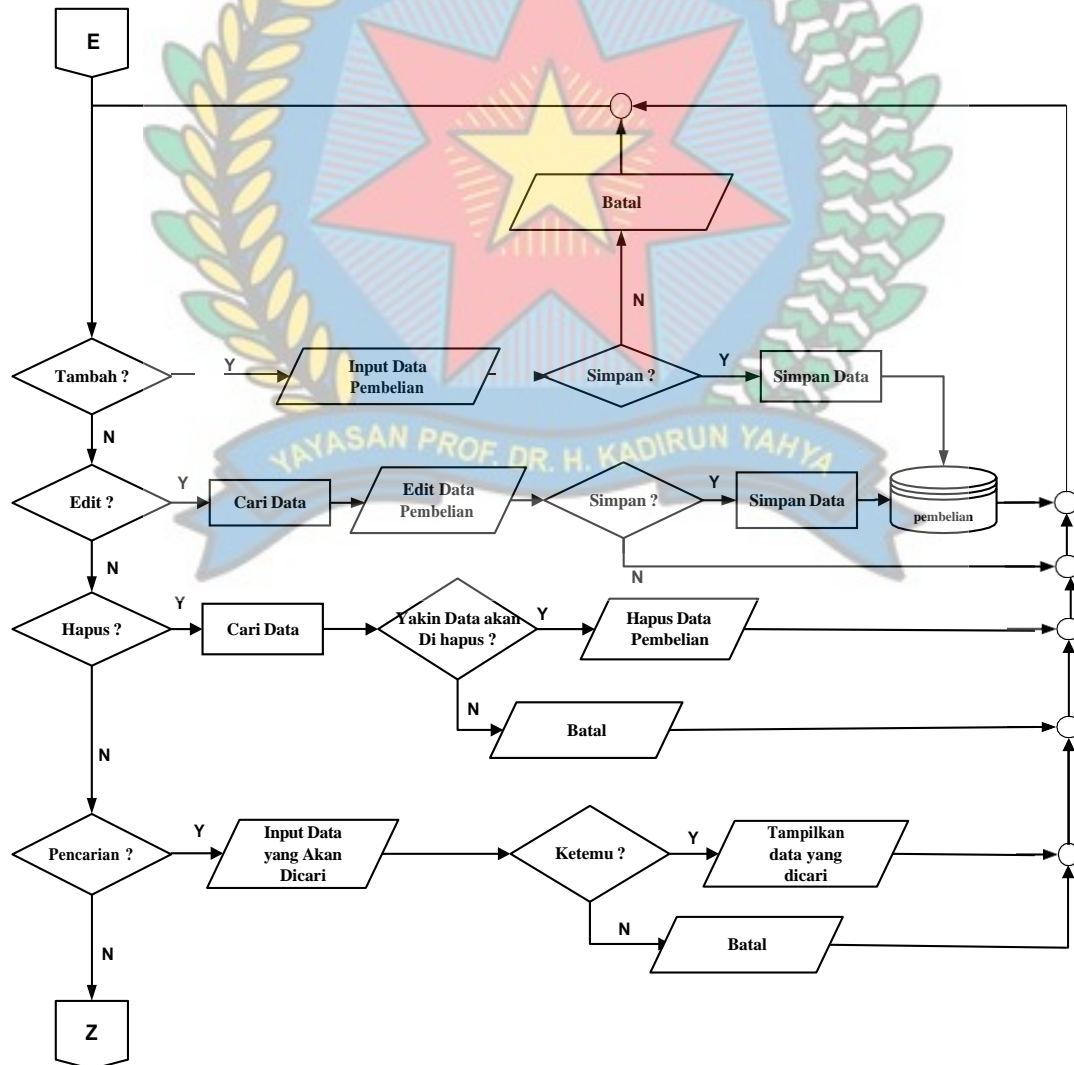 E
Batal
N
Tambah ?
Y
Input Data
Pembelian
Simpan ?
Y
Simpan Data
N
YAYASAN PROF. DR. H. KADIRUN YAHYA
Edit ?
Y
Cari Data
Edit Data
Pembelian
Simpan ?
Y
Simpan Data
pembelian
N
N
Hapus ?
Y
Cari Data
Yakin Data akan
Di hapus ?
Y
Hapus Data
Pembelian
N
Batal
N
Pencarian ?
Y
Input Data
yang Akan
Dicari
Ketemu ?
Y
Tampilkan
data yang
dicari
N
Batal
N
Z